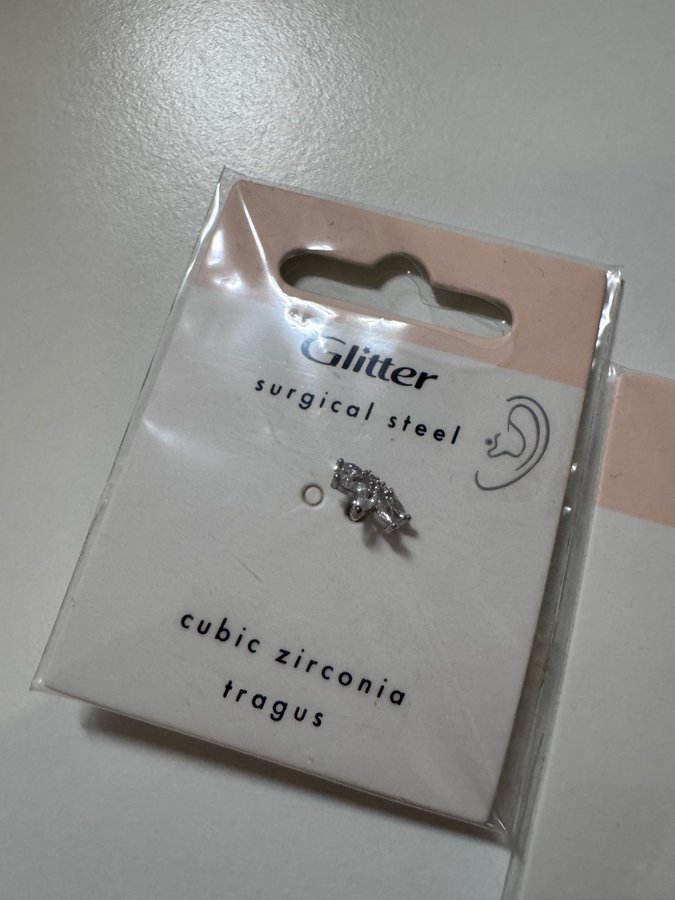 Glitter
surgical steel
cubic zirconia
tragus